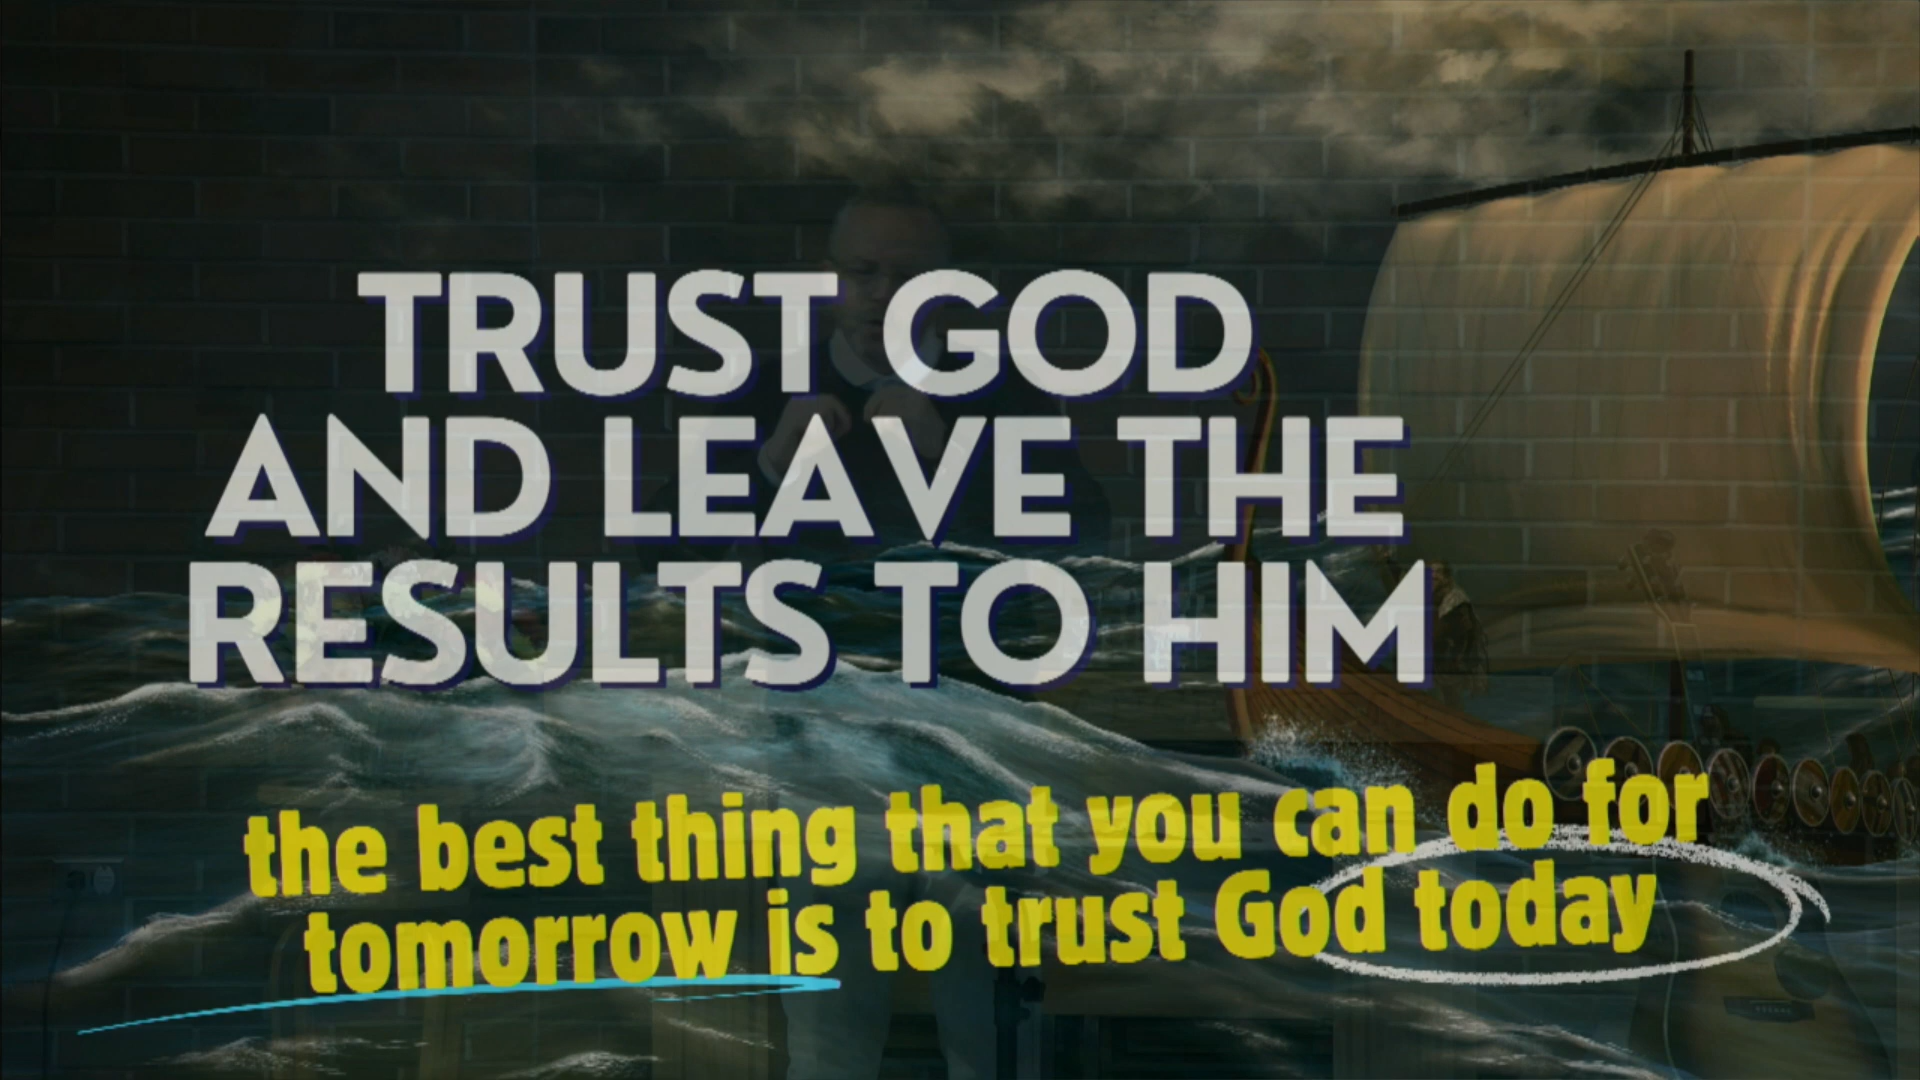 TRUST GOD
AND LEAVE THE
RESULTS TO HIM
the best thing that you can do for
tomorrow is to trust God today